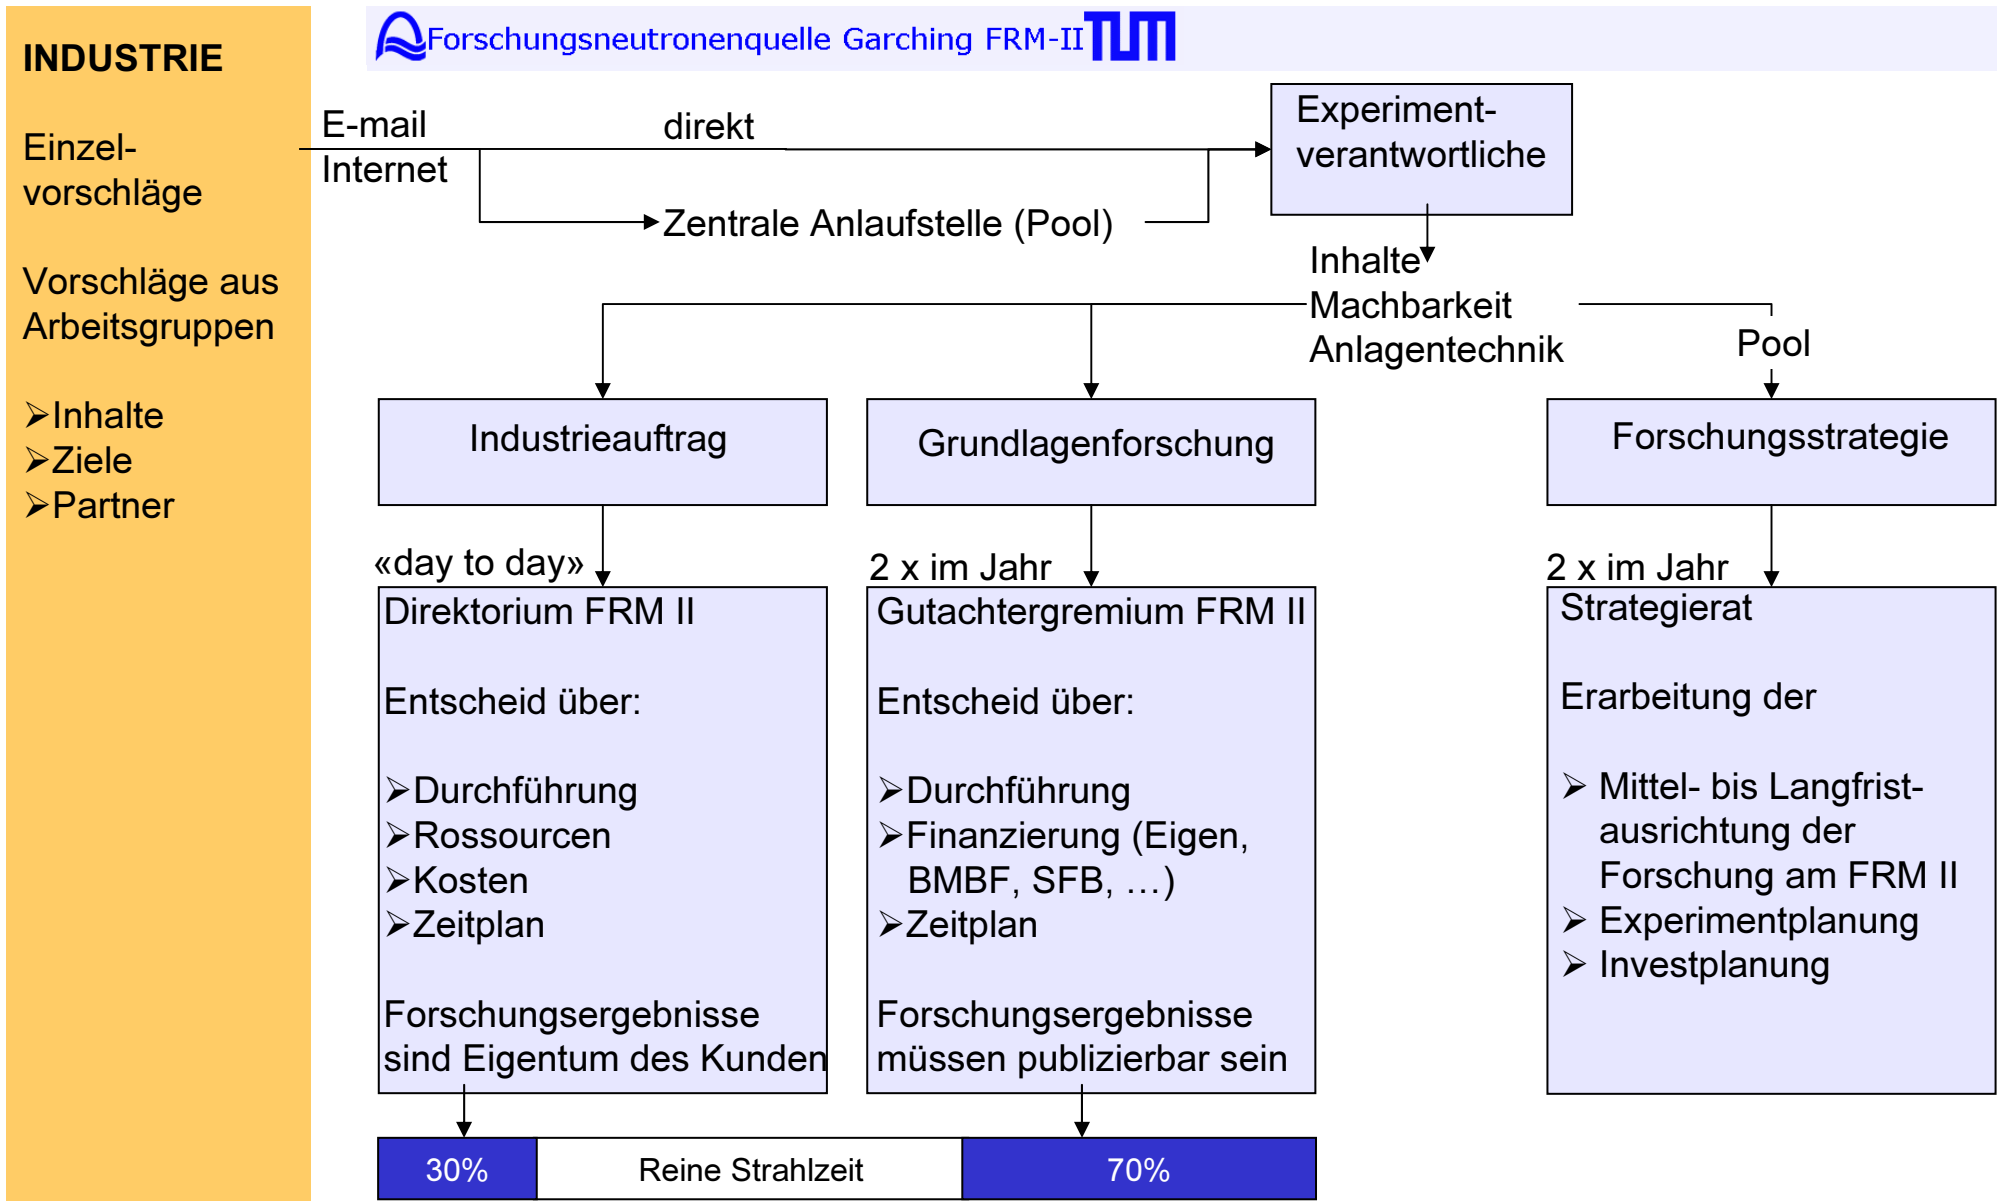 INDUSTRIE
Einzel-
vorschläge
Vorschläge aus
Arbeitsgruppen
➢Inhalte
➢Ziele
➢Partner
Forschungsneutronenquelle Garching FRM-II TUM
E-mail
Internet
direkt
Zentrale Anlaufstelle (Pool)
Experiment-
verantwortliche
Inhalte
Machbarkeit
Anlagentechnik
Pool
Industrieauftrag
Grundlagenforschung
Forschungsstrategie
«day to day»
Direktorium FRM II
Entscheid über:
➢Durchführung
➢Rossourcen
➢Kosten
➢Zeitplan
Forschungsergebnisse
sind Eigentum des Kunden
2 x im Jahr
Gutachtergremium FRM II
Entscheid über:
➢Durchführung
➢Finanzierung (Eigen,
BMBF, SFB, …)
➢Zeitplan
Forschungsergebnisse
müssen publizierbar sein
2 x im Jahr
Strategierat
Erarbeitung der
➢ Mittel- bis Langfrist-
ausrichtung der
Forschung am FRM II
➢ Experimentplanung
➢ Investplanung
30%
Reine Strahlzeit
70%